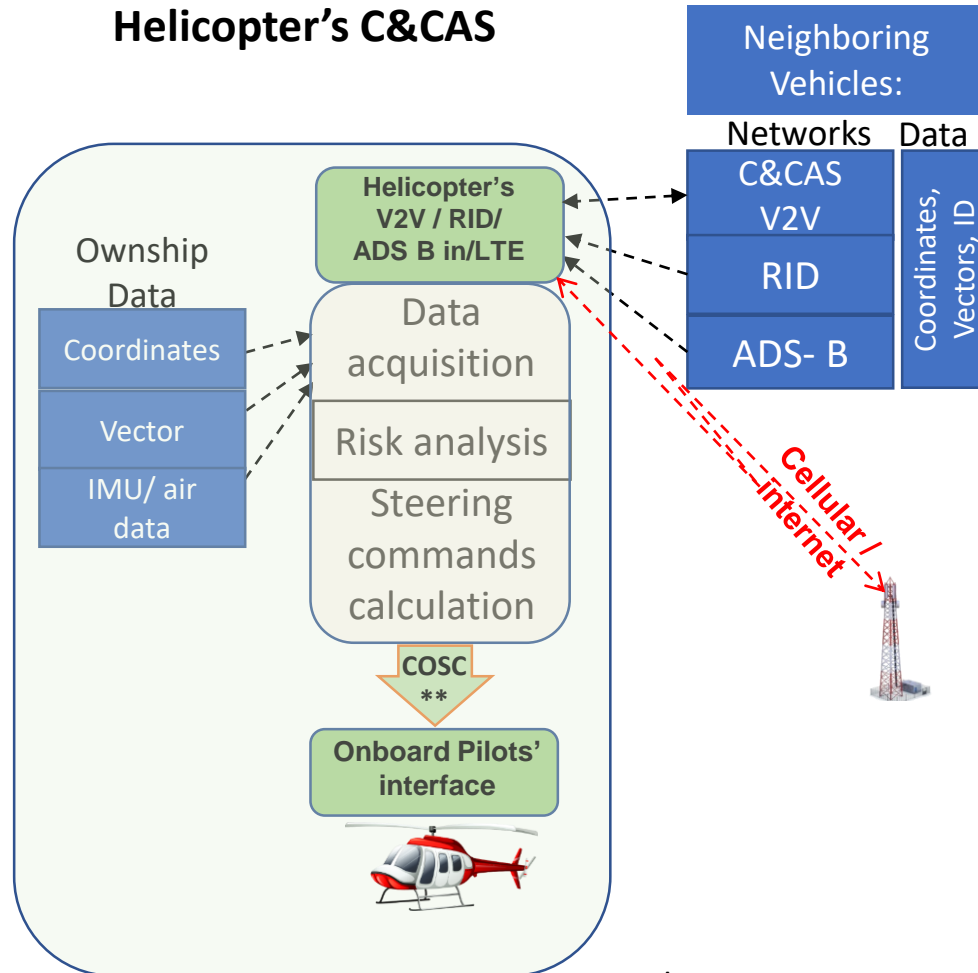 Helicopter’s C&CAS
Neighboring
Vehicles:
Networks
Data
C&CAS
V2V
RID
ADS- B
Coordinates,
Vectors, ID
Helicopter’s
V2V / RID/
ADS B in/LTE
Ownship
Data
Coordinates
Vector
IMU/ air
data
Data
acquisition
Risk analysis
Steering
commands
calculation
Cellular /
internet
COSC
**
Onboard Pilots’
interface